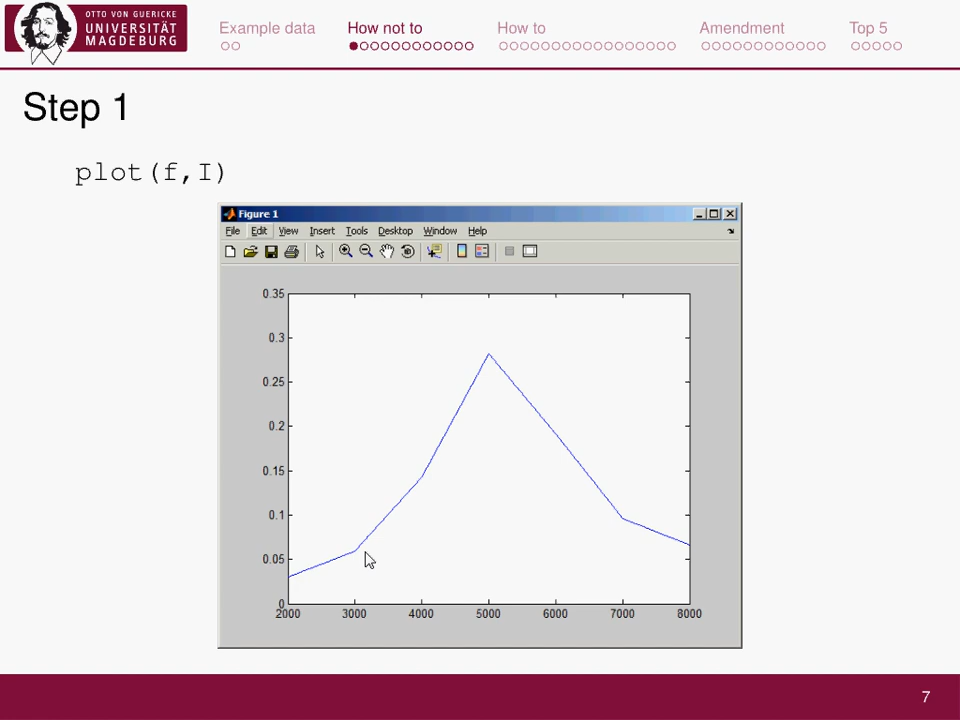 OTTO VON GUERICKE
UNIVERSITÄT
MAGDEBURG
Example data
How not to
How to
Amendment
Top 5
Step 1
plot(f,I)
Figure 1
File Edit View Insert Tools Desktop Window Help
0.35
0.3
0.25
0.2
0.15
0.1
0.05
0
2000 3000 4000 5000 6000 7000 8000
7